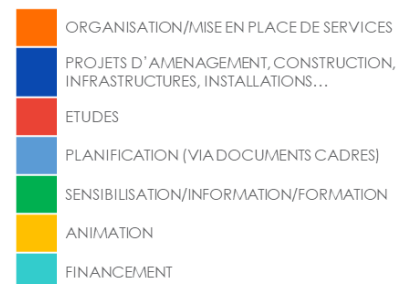 ORGANISATION/MISE EN PLACE DE SERVICES
PROJETS D'AMENAGEMENT, CONSTRUCTION,
INFRASTRUCTURES, INSTALLATIONS...
ETUDES
PLANIFICATION (VIA DOCUMENTS CADRES)
SENSIBILISATION/INFORMATION/FORMATION
ANIMATION
FINANCEMENT